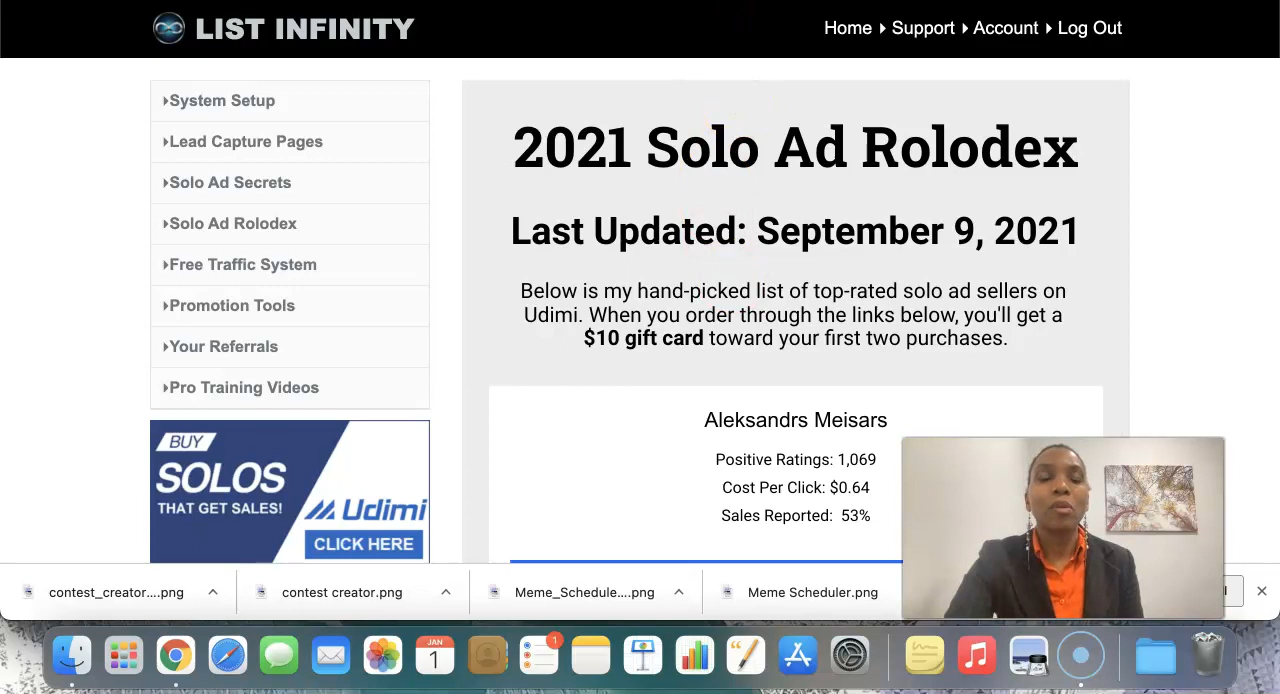 LIST INFINITY
Home Support Account Log Out
System Setup
Lead Capture Pages
Solo Ad Secrets
Solo Ad Rolodex
Free Traffic System
Promotion Tools
Your Referrals
Pro Training Videos
BUY
SOLOS
THAT GET SALES!
Udimi
CLICK HERE
2021 Solo Ad Rolodex
Last Updated: September 9, 2021
Below is my hand-picked list of top-rated solo ad sellers on
Udimi. When you order through the links below, you'll get a
$10 gift card toward your first two purchases.
Aleksandrs Meisars
Positive Ratings: 1,069
Cost Per Click: $0.64
Sales Reported: 53%
contest_creator....png
contest creator.png
Meme_Schedule....png
Meme Scheduler.png
JAN
1
1